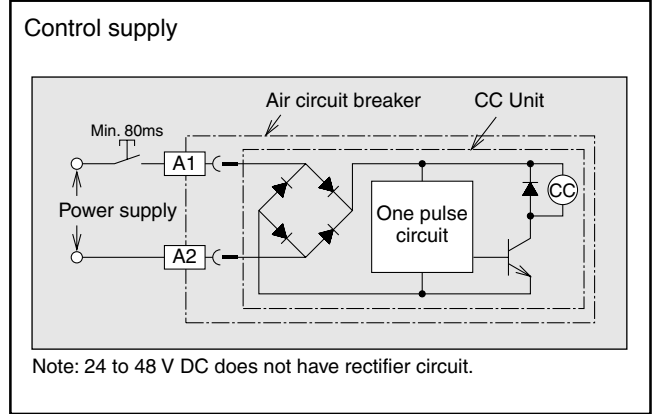 Control supply
Air circuit breaker
CC Unit
Min. 80ms
A1
CC
Power supply
One pulse
circuit
A2
Note: 24 to 48 V DC does not have rectifier circuit.